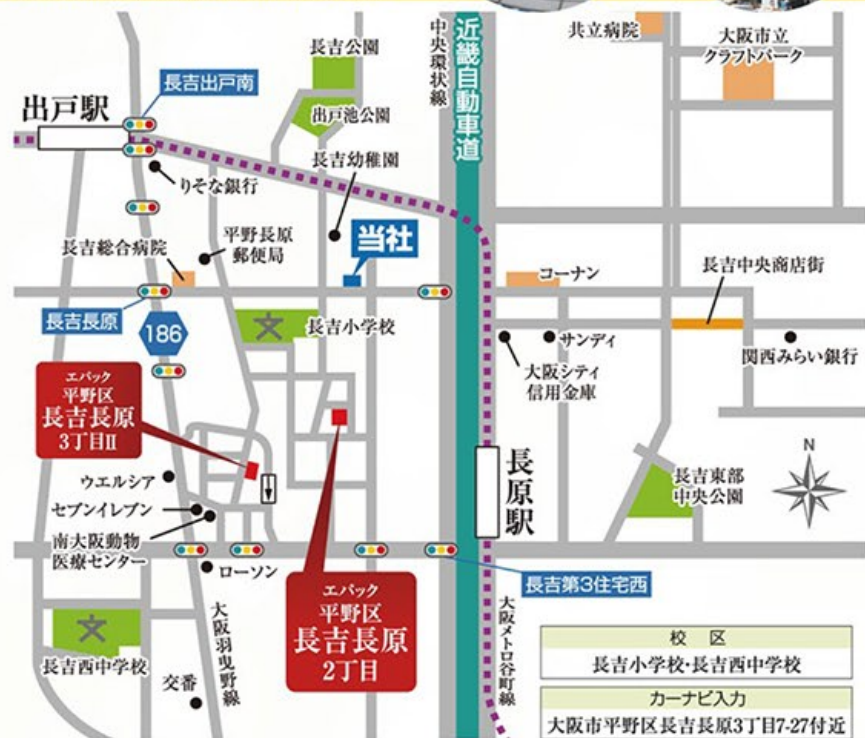 長吉公園
中央環状線
近畿自動車道
共立病院
大阪市立
クラフトパーク
長吉出戸南
出戸駅
出戸池公園
長吉幼稚園
りそな銀行
平野長原
郵便局
当社
長吉総合病院
コーナン
長吉中央商店街
長吉長原
186
長吉小学校
サンディ
大阪シティ
信用金庫
関西みらい銀行
エバック
平野区
長吉長原
3丁目II
ウエルシア
セブンイレブン
南大阪動物
医療センター
長原駅
長吉東部
中央公園
N
ローソン
エバック
平野区
長吉長原
2丁目
長吉第3住宅西
大阪羽曳野線
大阪メトロ谷町線
長吉西中学校
交番
校 区
長吉小学校・長吉西中学校
カーナビ入力
大阪市平野区長吉長原3丁目7-27付近